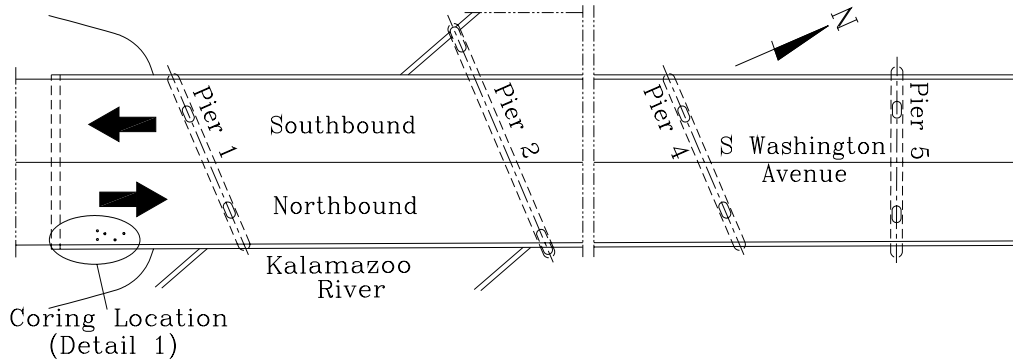 N
Pier 1
Pier 2
Pier 4
Pier 5
Southbound
S Washington
Avenue
Northbound
Kalamazoo
River
Coring Location
(Detail 1)